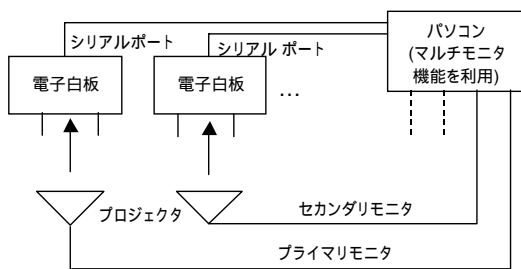 シリアルポート
シリアル ポート
パソコン
(マルチモニタ
機能を利用)
電子白板
電子白板
…
プロジェクタ
セカンダリモニタ
プライマリモニタ